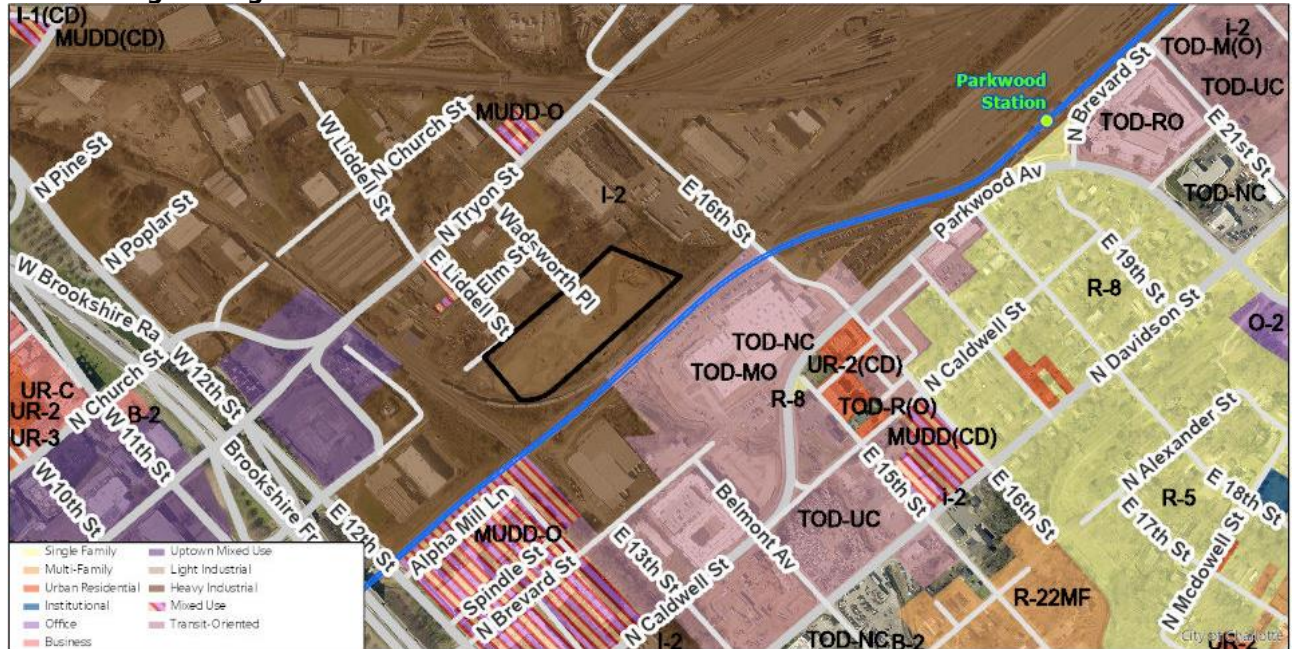 I-1(CD)
MUDD(CD)
i-2
TOD-M(O)
TOD-UC
N Brevard St
E 21st St
Parkwood
Station
TOD-RO
TOD-NC
MUDD-O
N Church St
W Liddell St
N Pine St
N Poplar St
N Tryon St
I-2
E 16th St
Parkwood Av
Wadsworth Pl
Elm St
E Liddell St
E 19th St
R-8
O-2
W Brookshire Ra
W 12th St
N Church St
UR-C
UR-2
UR-3
B-2
W 11th St
W 10th St
Brookshire Fr
E 12th St
TOD-NC
TOD-MO
UR-2(CD)
R-8
TOD-R(O)
MUDD(CD)
N Caldwell St
N Davidson St
N Alexander St
E 15th St
i-2
E 16th St
R-5
E 18th St
E 17th St
N Mcdowell St
Alpha Mill Ln
MUDD-O
Spindle St
N Brevard St
E 13th St
N Caldwell St
Belmont Av
TOD-UC
R-22MF
I-2
TOD-NC
B-2
UR-2
City of Charlotte
Single Family
Multi-Family
Urban Residential
Institutional
Office
Business
Uptown Mixed Use
Light Industrial
Heavy Industrial
Mixed Use
Transit-Oriented